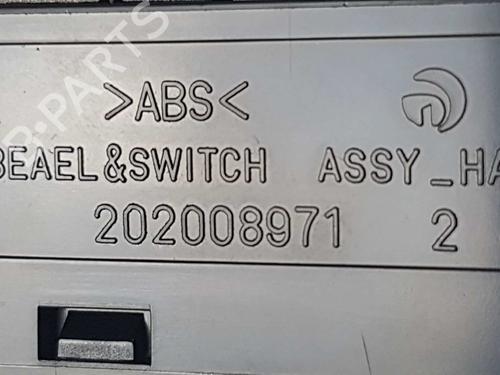 >ABS<
BEAEL & SWITCH ASSY_HA
202008971 2